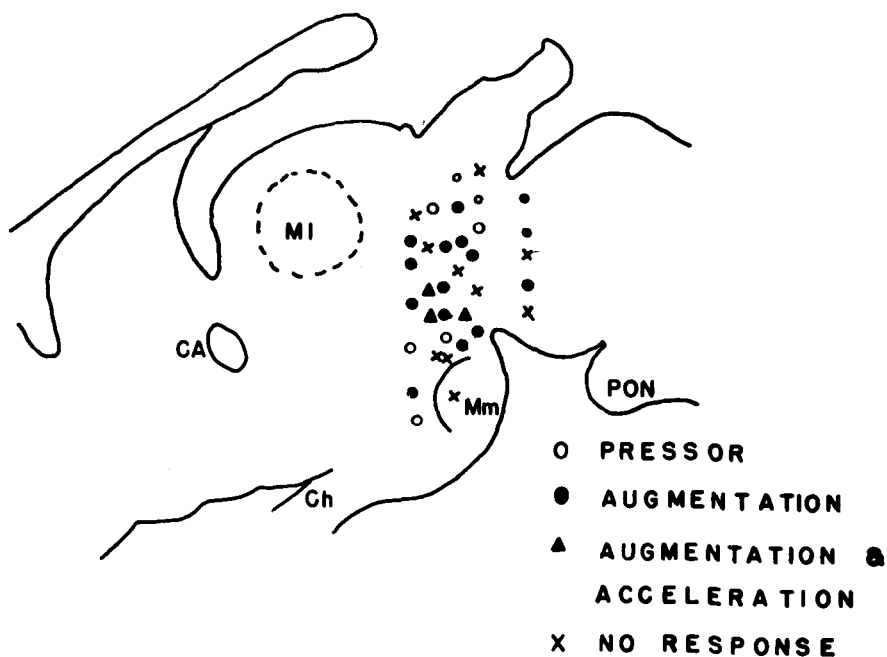 MI
CA
Mm
PON
Ch
O PRESSOR
● AUGMENTATION
▲ AUGMENTATION &
ACCELERATION
X NO RESPONSE